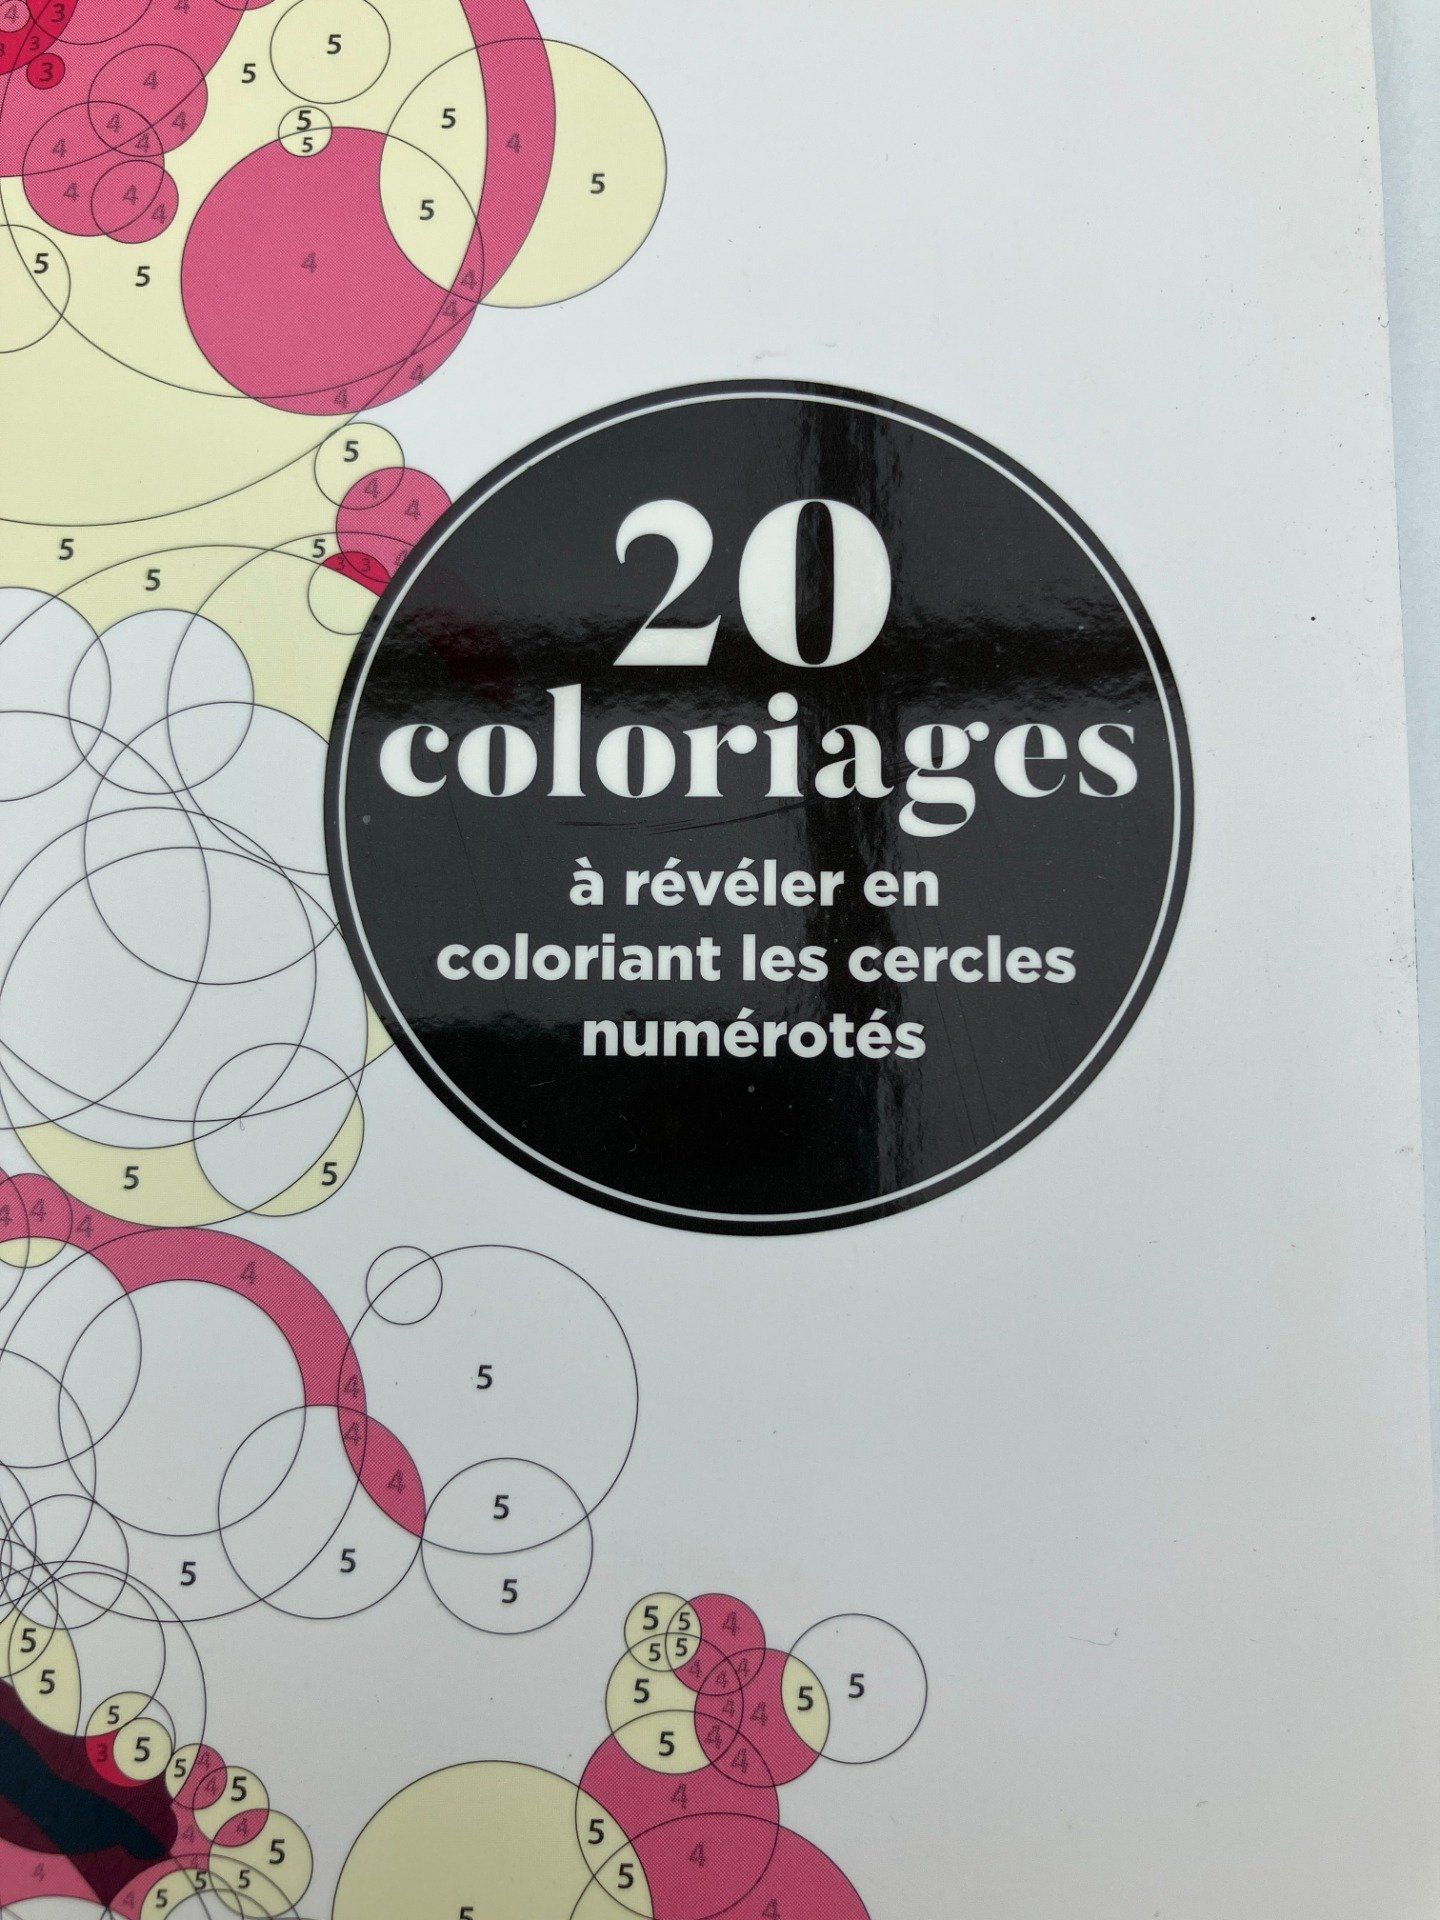 20
coloriages
à révéler en
coloriant les cercles
numérotés